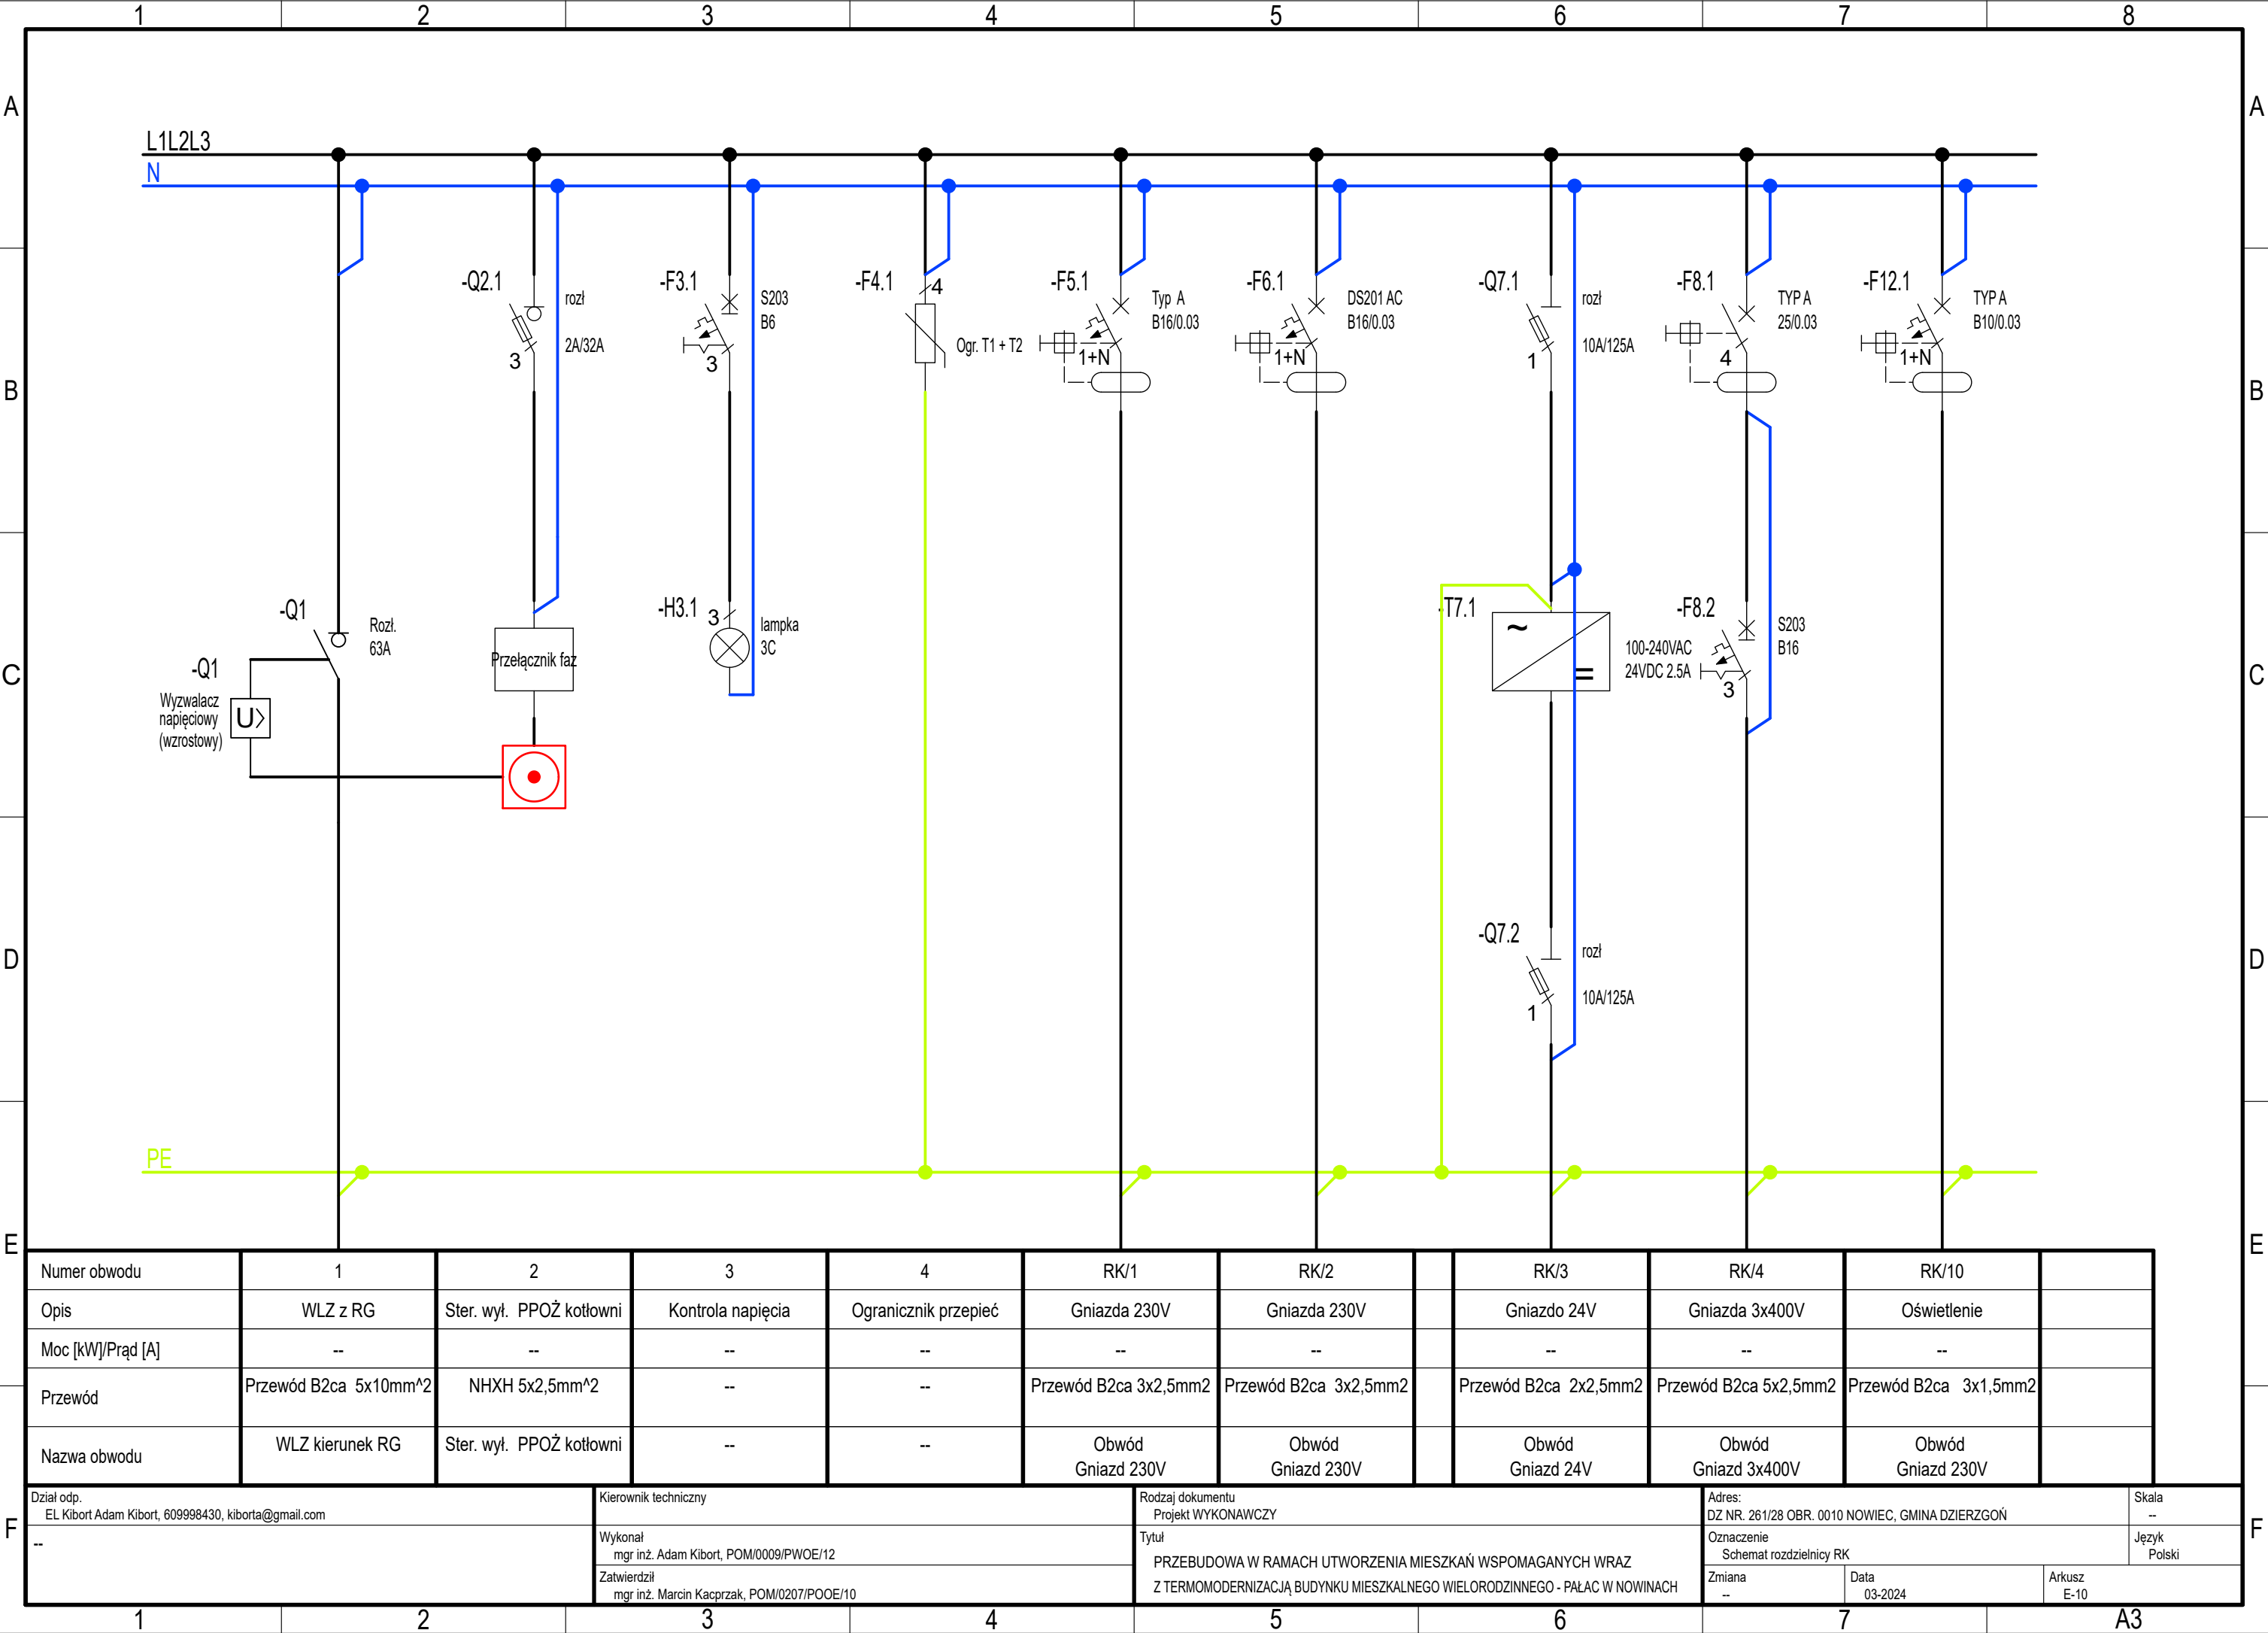 1 2 3 4 5 6 7 8
A A
L1L2L3
N
-Q2.1 rozł 2A/32A 3
-F3.1 S203 B6 3
-F4.1 4 Ogr. T1 + T2
-F5.1 Typ A B16/0.03 1+N
-F6.1 DS201 AC B16/0.03 1+N
-Q7.1 rozł 10A/125A 1
-F8.1 TYP A 25/0.03 4
-F12.1 TYP A B10/0.03 1+N
B B
-Q1 Rozł. 63A
-Q1
Wyzwalacz
napięciowy
(wzrostowy)
U>
Przełącznik faz
-H3.1 3 lampka 3C
-T7.1 ~ = 100-240VAC 24VDC 2.5A
-F8.2 S203 B16 3
C C
-Q7.2 rozł 10A/125A 1
D D
PE
E E
Numer obwodu 1 2 3 4 RK/1 RK/2 RK/3 RK/4 RK/10
Opis WLZ z RG Ster. wył. PPOŻ kotłowni Kontrola napięcia Ogranicznik przepieć Gniazda 230V Gniazda 230V Gniazdo 24V Gniazda 3x400V Oświetlenie
Moc [kW]/Prąd [A] -- -- -- -- -- -- -- -- --
Przewód Przewód B2ca 5x10mm^2 NHXH 5x2,5mm^2 -- -- Przewód B2ca 3x2,5mm2 Przewód B2ca 3x2,5mm2 Przewód B2ca 2x2,5mm2 Przewód B2ca 5x2,5mm2 Przewód B2ca 3x1,5mm2
Nazwa obwodu WLZ kierunek RG Ster. wył. PPOŻ kotłowni -- -- Obwód Gniazd 230V Obwód Gniazd 230V Obwód Gniazd 24V Obwód Gniazd 3x400V Obwód Gniazd 230V
F F
Dział odp.
EL Kibort Adam Kibort, 609998430, kiborta@gmail.com
--
Kierownik techniczny
Wykonał
mgr inż. Adam Kibort, POM/0009/PWOE/12
Zatwierdził
mgr inż. Marcin Kacprzak, POM/0207/POOE/10
Rodzaj dokumentu
Projekt WYKONAWCZY
Tytuł
PRZEBUDOWA W RAMACH UTWORZENIA MIESZKAŃ WSPOMAGANYCH WRAZ
Z TERMOMODERNIZACJĄ BUDYNKU MIESZKALNEGO WIELORODZINNEGO - PAŁAC W NOWINACH
Adres:
DZ NR. 261/28 OBR. 0010 NOWIEC, GMINA DZIERZGOŃ
Skala
--
Oznaczenie
Schemat rozdzielnicy RK
Język
Polski
Zmiana
--
Data
03-2024
Arkusz
E-10
1 2 3 4 5 6 7 A3